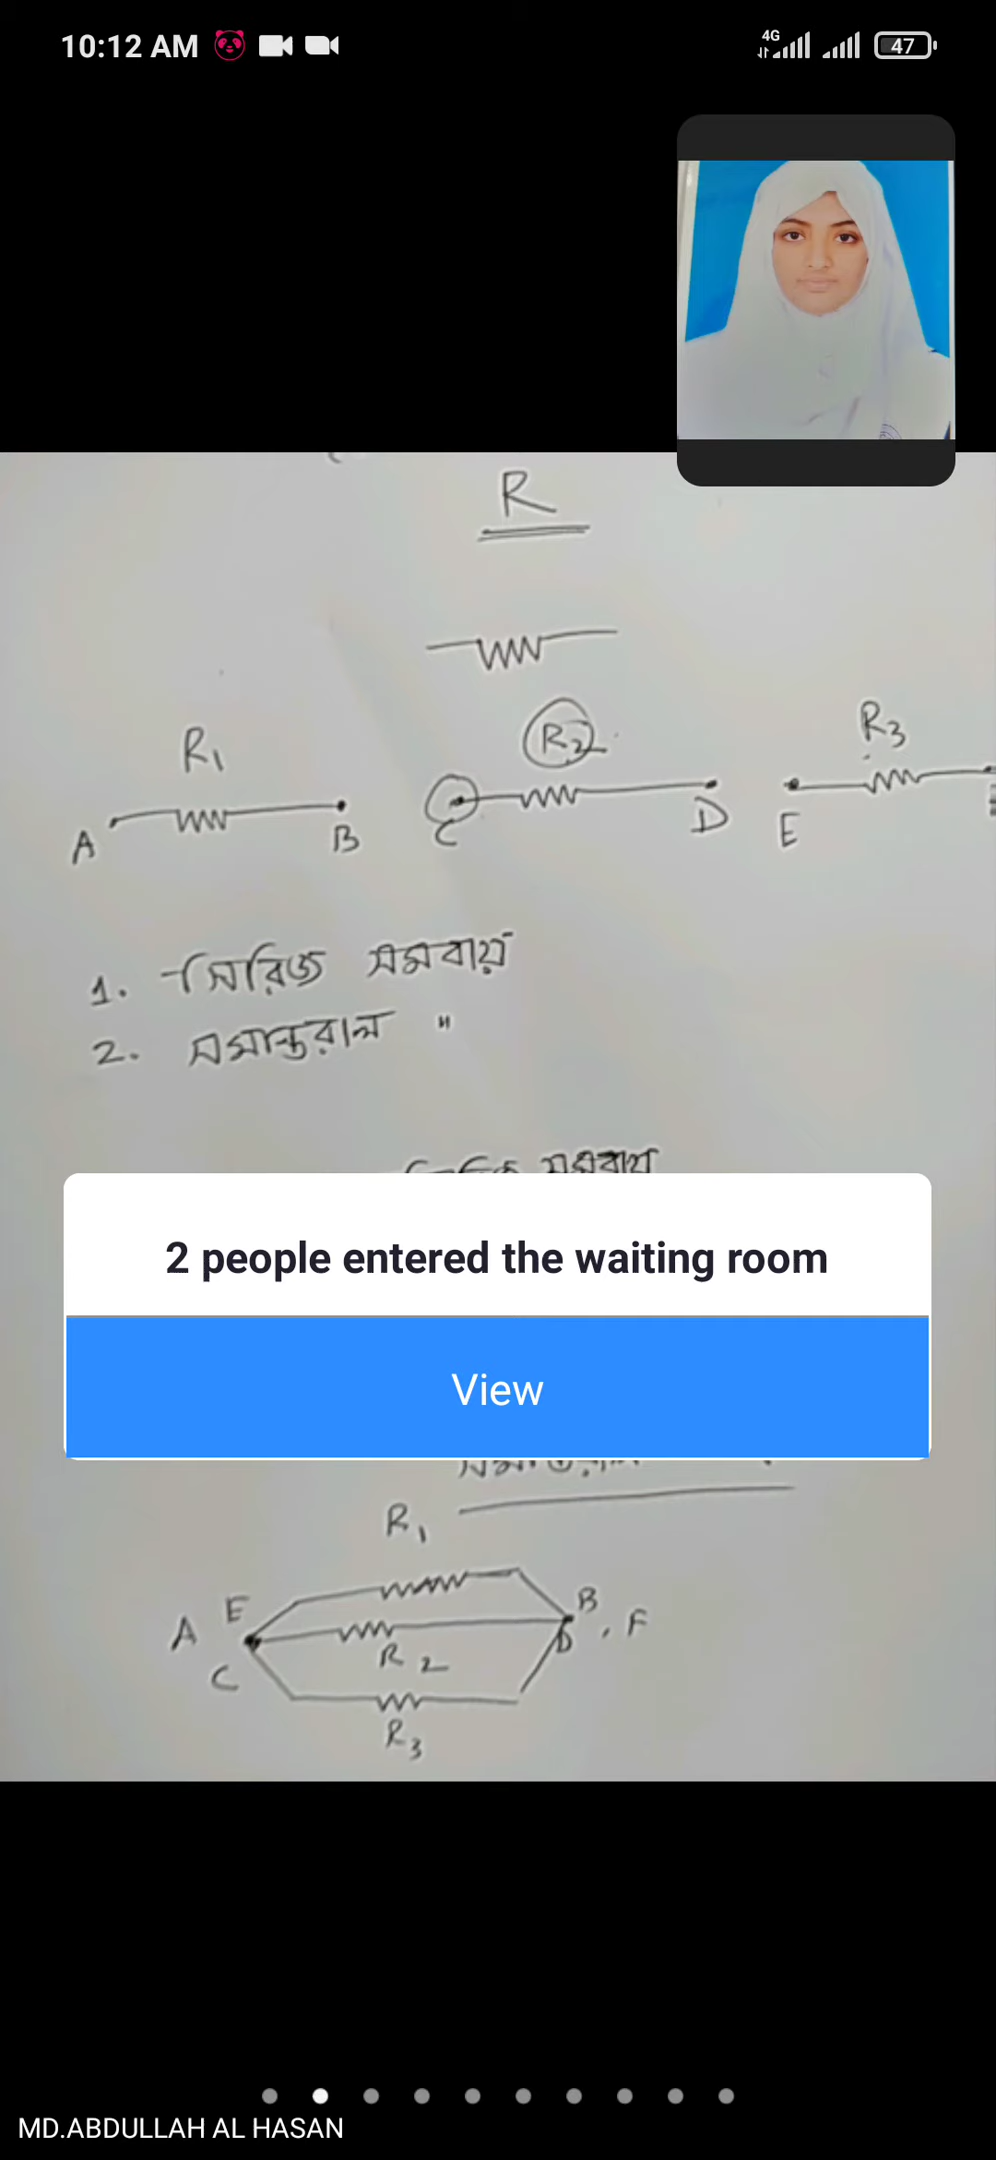 10:12 AM
4G
47
R
R1
R2
R3
A
B
C
D
E
1. সিরিজ সমবায়
2. সমান্তরাল "
সমবায়
2 people entered the waiting room
View
R1
A E C
B
D , F
R2
R3
MD.ABDULLAH AL HASAN